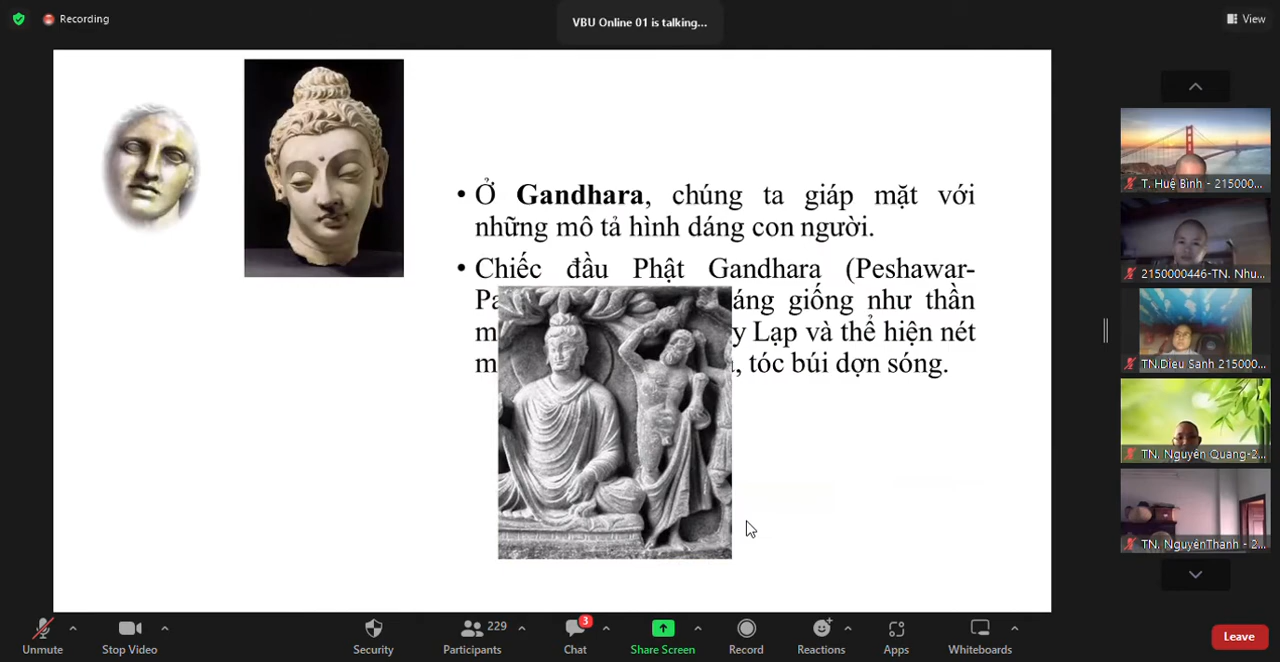 Recording
VBU Online 01 is talking...
View
• Ở Gandhara, chúng ta giáp mặt với
những mô tả hình dáng con người.
• Chiếc đầu Phật Gandhara (Peshawar-
áng giống như thần
y Lạp và thể hiện nét
, tóc búi dợn sóng.
T. Huệ Bình - 215000...
2150000446-TN. Nhu...
TN.Dieu Sanh 215000...
TN. Nguyên Quang-2...
TN. NguyênThanh - 2...
Unmute
Stop Video
Security
229
Participants
3
Chat
Share Screen
Record
Reactions
Apps
Whiteboards
Leave